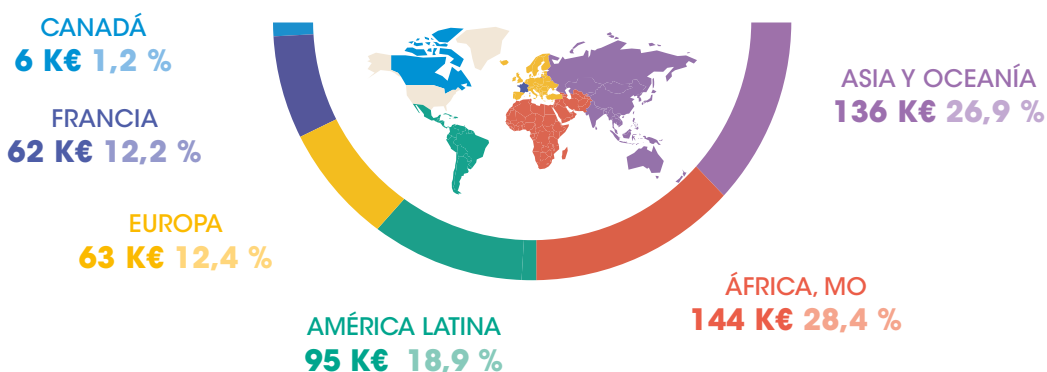 CANADÁ
6 K€ 1,2 %
FRANCIA
62 K€ 12,2 %
EUROPA
63 K€ 12,4 %
AMÉRICA LATINA
95 K€ 18,9 %
ÁFRICA, MO
144 K€ 28,4 %
ASIA Y OCEANÍA
136 K€ 26,9 %